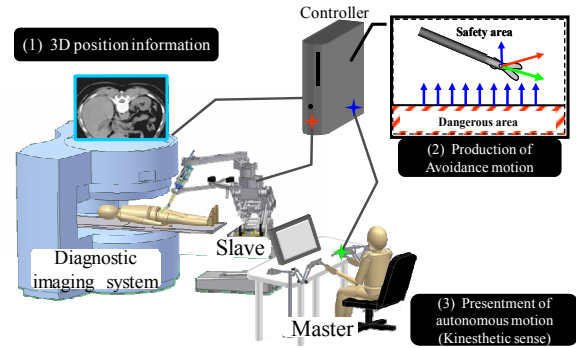 Controller
(1) 3D position information
Safety area
Dangerous area
(2) Production of
Avoidance motion
Slave
Diagnostic
imaging system
Master
(3) Presentment of
autonomous motion
(Kinesthetic sense)